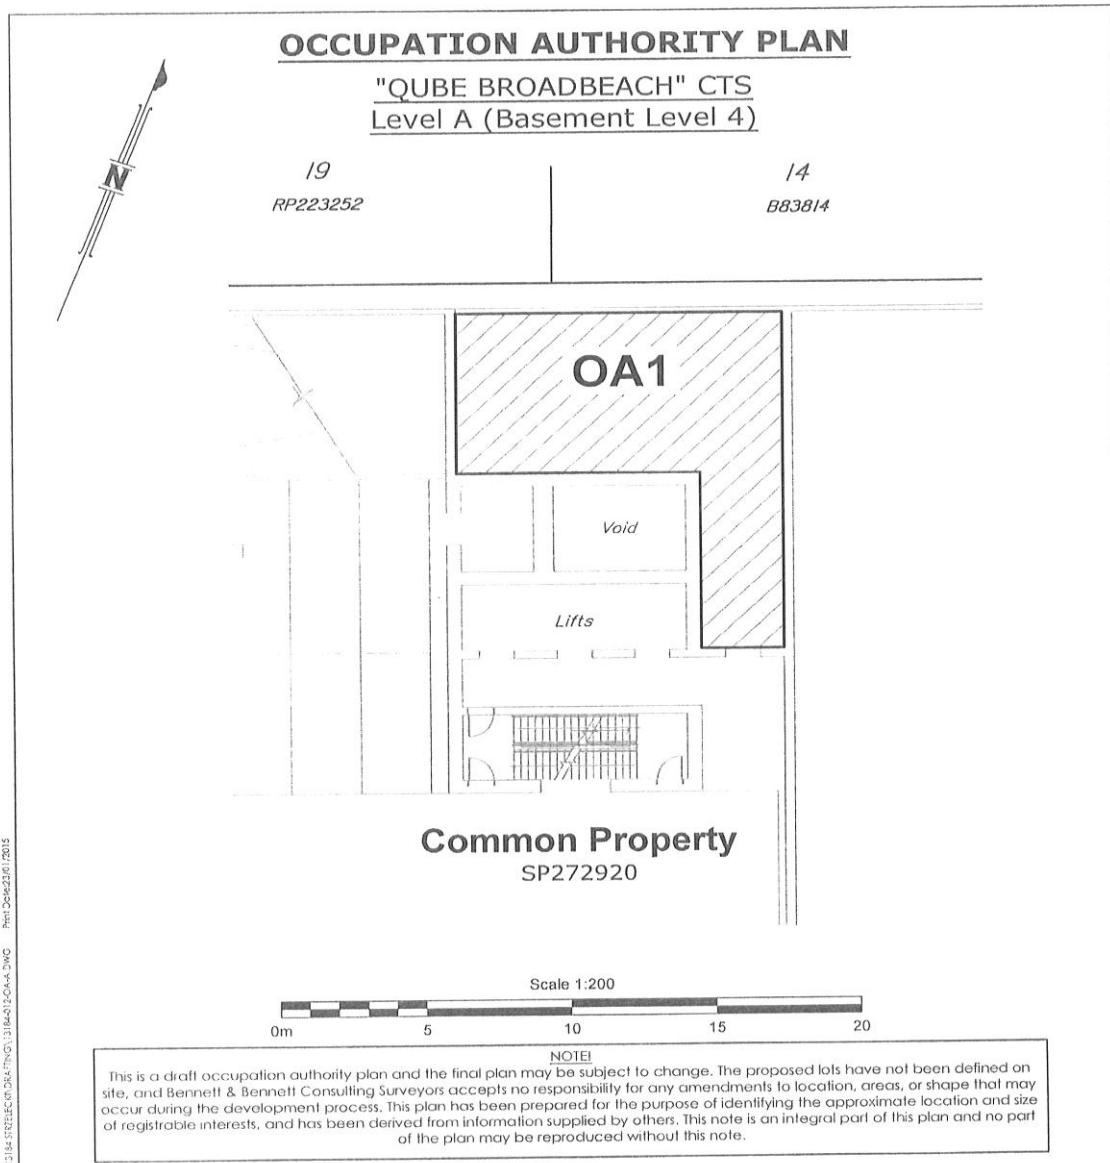 OCCUPATION AUTHORITY PLAN
"QUBE BROADBEACH" CTS
Level A (Basement Level 4)
N
19
RP223252
14
B83814
OA1
Void
Lifts
Common Property
SP272920
Scale 1:200
0m 5 10 15 20
NOTE!
This is a draft occupation authority plan and the final plan may be subject to change. The proposed lots have not been defined on
site, and Bennett & Bennett Consulting Surveyors accepts no responsibility for any amendments to location, areas, or shape that may
occur during the development process. This plan has been prepared for the purpose of identifying the approximate location and size
of registrable interests, and has been derived from information supplied by others. This note is an integral part of this plan and no part
of the plan may be reproduced without this note.
Print Date:23/01/2015